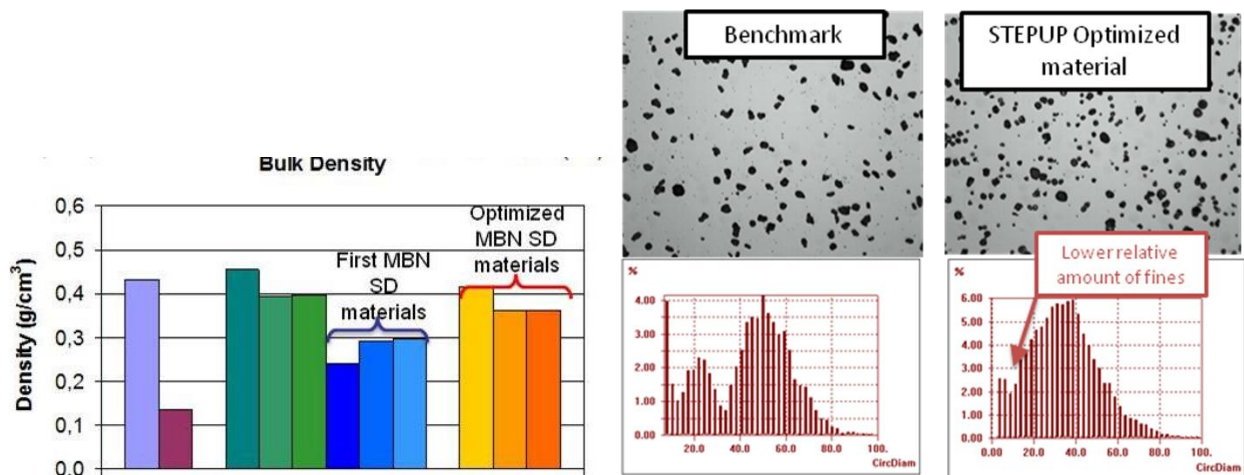 Bulk Density
Density (g/cm³)
0,6
0,5
0,4
0,3
0,2
0,1
0,0
First MBN
SD
materials
Optimized
MBN SD
materials
Benchmark
STEPUP Optimized
material
%
4.00
3.00
2.00
1.00
0.00
20.0
40.0
60.0
80.0
100.
CircDiam
Lower relative
amount of fines
%
6.00
5.00
4.00
3.00
2.00
1.00
0.00
0.00
20.0
40.0
60.0
80.0
100.
CircDiam